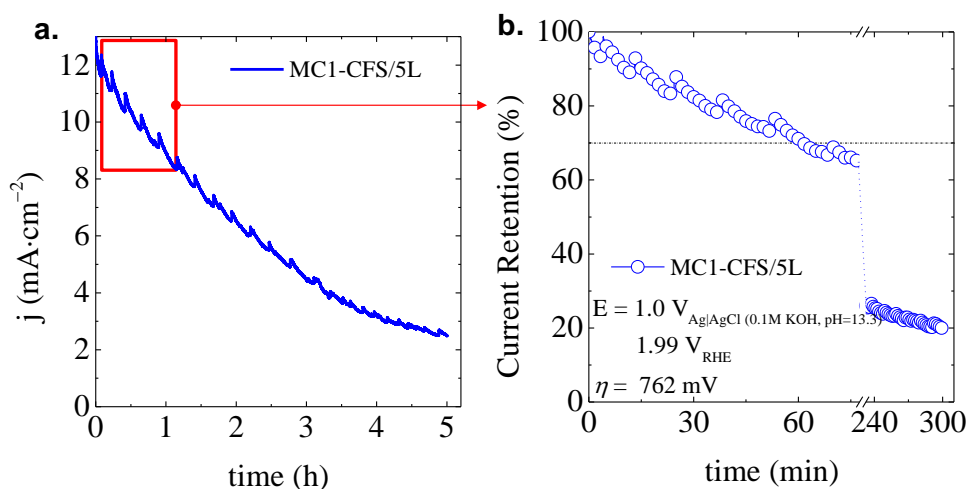 a.
MC1-CFS/5L
j (mA·cm⁻²)
12
10
8
6
4
2
0
0 1 2 3 4 5
time (h)
b.
Current Retention (%)
100
80
60
40
20
0
MC1-CFS/5L
E = 1.0 V Ag|AgCl (0.1M KOH, pH=13.3)
1.99 V RHE
η = 762 mV
0 30 60 240 300
time (min)